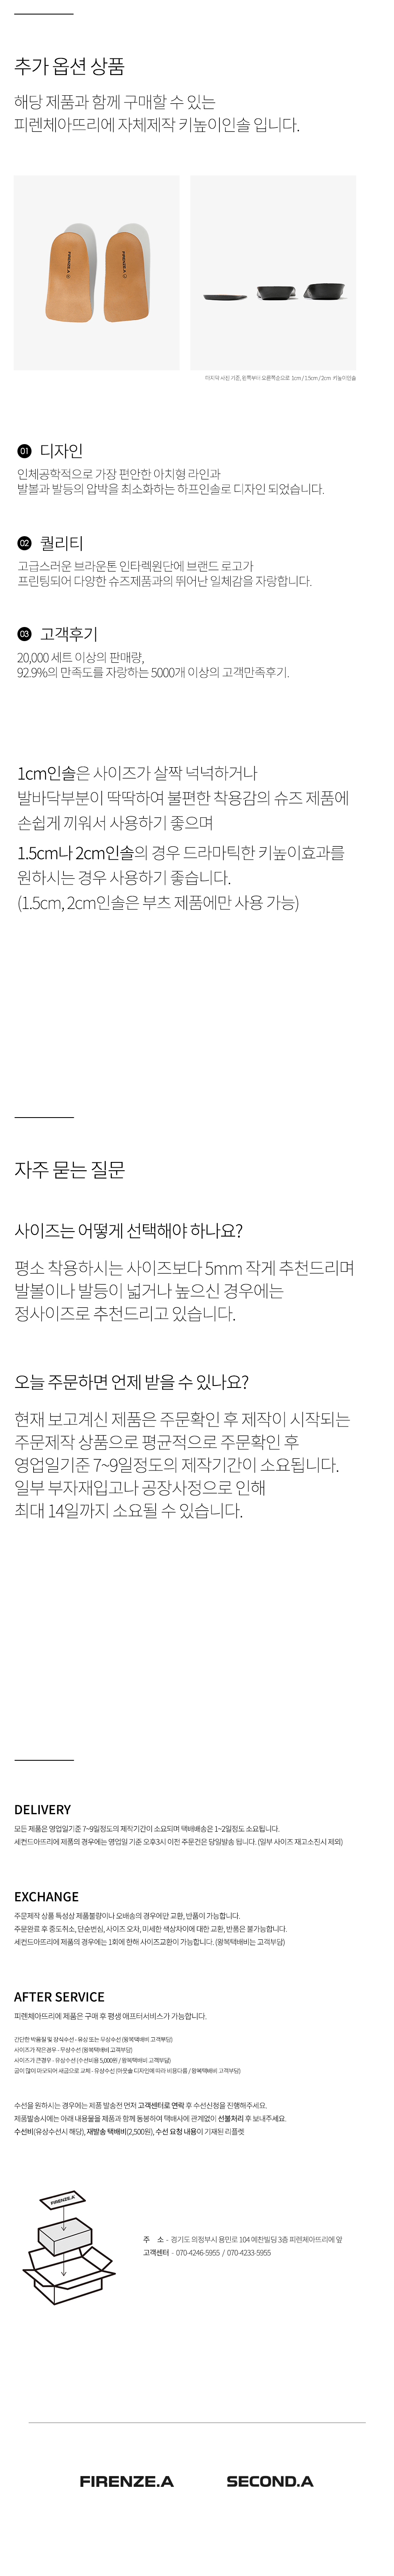 추가 옵션 상품
해당 제품과 함께 구매할 수 있는
피렌체아뜨리에 자체제작 키높이인솔 입니다.
FIRENZE.A
FIRENZE.A
마지막 사진 기준, 왼쪽부터 오른쪽순으로 1cm / 1.5cm / 2cm 키높이인솔
01 디자인
인체공학적으로 가장 편안한 아치형 라인과
발볼과 발등의 압박을 최소화하는 하프인솔로 디자인 되었습니다.
02 퀄리티
고급스러운 브라운톤 인타렉원단에 브랜드 로고가
프린팅되어 다양한 슈즈제품과의 뛰어난 일체감을 자랑합니다.
03 고객후기
20,000 세트 이상의 판매량,
92.9%의 만족도를 자랑하는 5000개 이상의 고객만족후기.
1cm인솔은 사이즈가 살짝 넉넉하거나
발바닥부분이 딱딱하여 불편한 착용감의 슈즈 제품에
손쉽게 끼워서 사용하기 좋으며
1.5cm나 2cm인솔의 경우 드라마틱한 키높이효과를
원하시는 경우 사용하기 좋습니다.
(1.5cm, 2cm인솔은 부츠 제품에만 사용 가능)
자주 묻는 질문
사이즈는 어떻게 선택해야 하나요?
평소 착용하시는 사이즈보다 5mm 작게 추천드리며
발볼이나 발등이 넓거나 높으신 경우에는
정사이즈로 추천드리고 있습니다.
오늘 주문하면 언제 받을 수 있나요?
현재 보고계신 제품은 주문확인 후 제작이 시작되는
주문제작 상품으로 평균적으로 주문확인 후
영업일기준 7~9일정도의 제작기간이 소요됩니다.
일부 부자재입고나 공장사정으로 인해
최대 14일까지 소요될 수 있습니다.
DELIVERY
모든 제품은 영업일기준 7~9일정도의 제작기간이 소요되며 택배배송은 1~2일정도 소요됩니다.
세컨드아뜨리에 제품의 경우에는 영업일 기준 오후3시 이전 주문건은 당일발송 됩니다. (일부 사이즈 재고소진시 제외)
EXCHANGE
주문제작 상품 특성상 제품불량이나 오배송의 경우에만 교환, 반품이 가능합니다.
주문완료 후 중도취소, 단순변심, 사이즈 오차, 미세한 색상차이에 대한 교환, 반품은 불가능합니다.
세컨드아뜨리에 제품의 경우에는 1회에 한해 사이즈교환이 가능합니다. (왕복택배비는 고객부담)
AFTER SERVICE
피렌체아뜨리에 제품은 구매 후 평생 애프터서비스가 가능합니다.
간단한 박음질 및 장식수선 - 유상 또는 무상수선 (왕복택배비 고객부담)
사이즈가 작은경우 - 무상수선 (왕복택배비 고객부담)
사이즈가 큰경우 - 유상수선 (수선비용 5,000원 / 왕복택배비 고객부담)
굽이 많이 마모되어 새굽으로 교체 - 유상수선 (아웃솔 디자인에 따라 비용다름 / 왕복택배비 고객부담)
수선을 원하시는 경우에는 제품 발송전 먼저 고객센터로 연락 후 수선신청을 진행해주세요.
제품발송시에는 아래 내용물을 제품과 함께 동봉하여 택배사에 관계없이 선불처리 후 보내주세요.
수선비(유상수선시 해당), 재발송 택배비(2,500원), 수선 요청 내용이 기재된 리플렛
FIRENZE.A
주 소 - 경기도 의정부시 용민로 104 예찬빌딩 3층 피렌체아뜨리에 앞
고객센터 - 070-4246-5955 / 070-4233-5955
FIRENZE.A SECOND.A